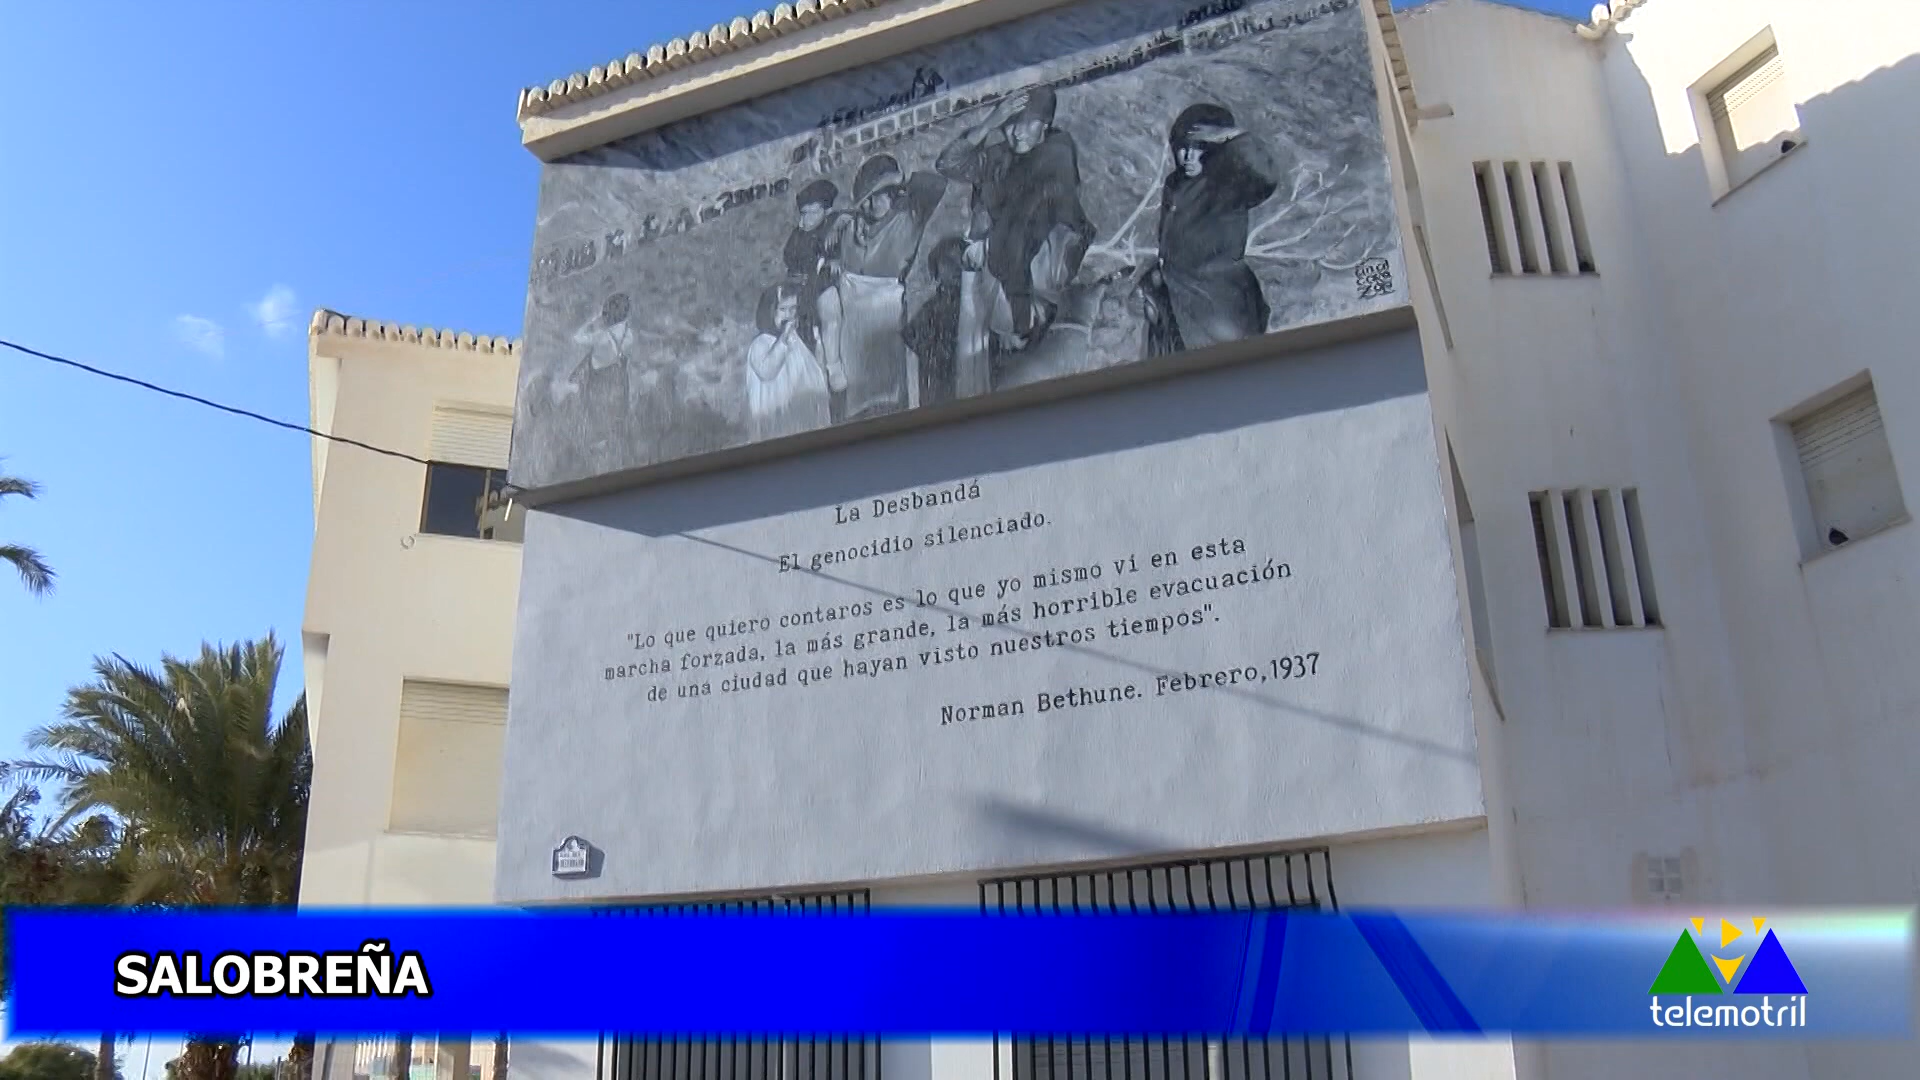 La Desbandá
El genocidio silenciado.
"Lo que quiero contaros es lo que yo mismo ví en esta
marcha forzada, la más grande, la más horrible evacuación
de una ciudad que hayan visto nuestros tiempos".
Norman Bethune. Febrero,1937
SALOBREÑA
telemotril